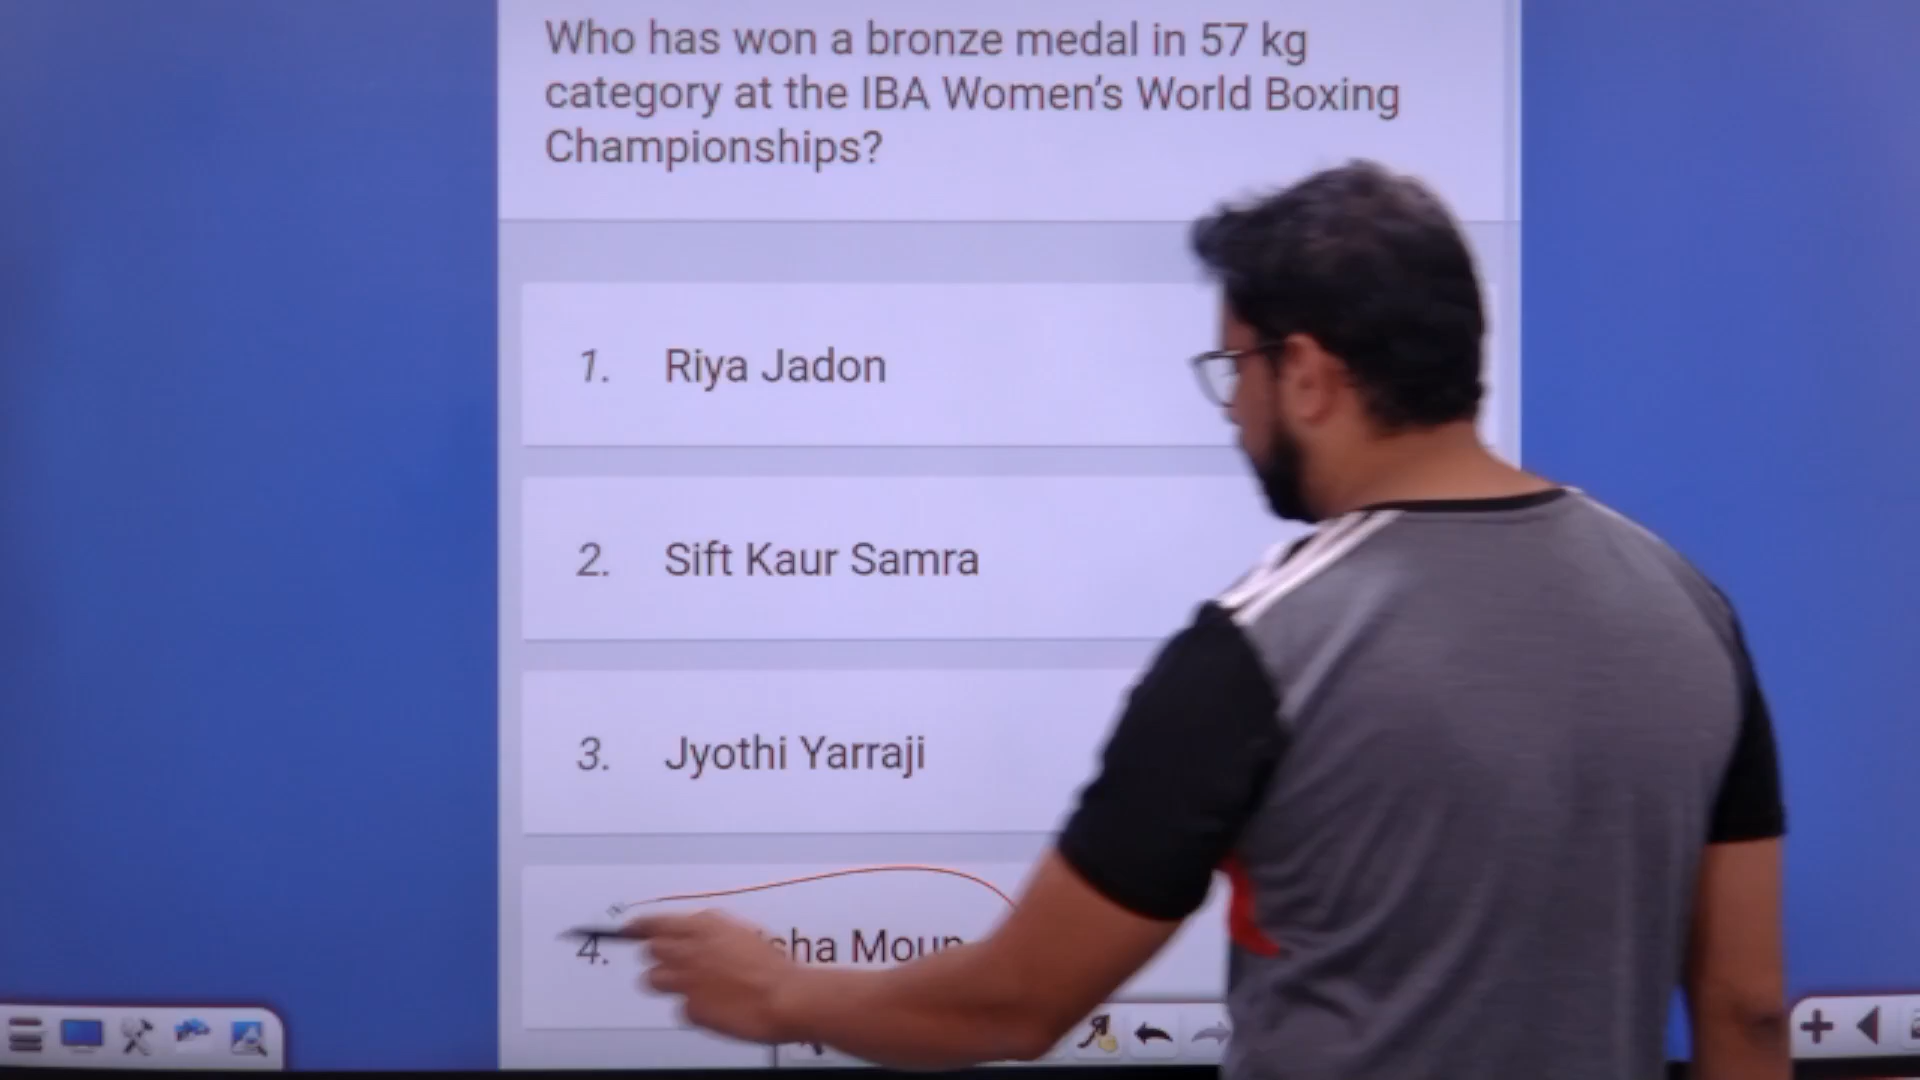 Who has won a bronze medal in 57 kg
category at the IBA Women's World Boxing
Championships?
1. Riya Jadon
2. Sift Kaur Samra
3. Jyothi Yarraji
4.